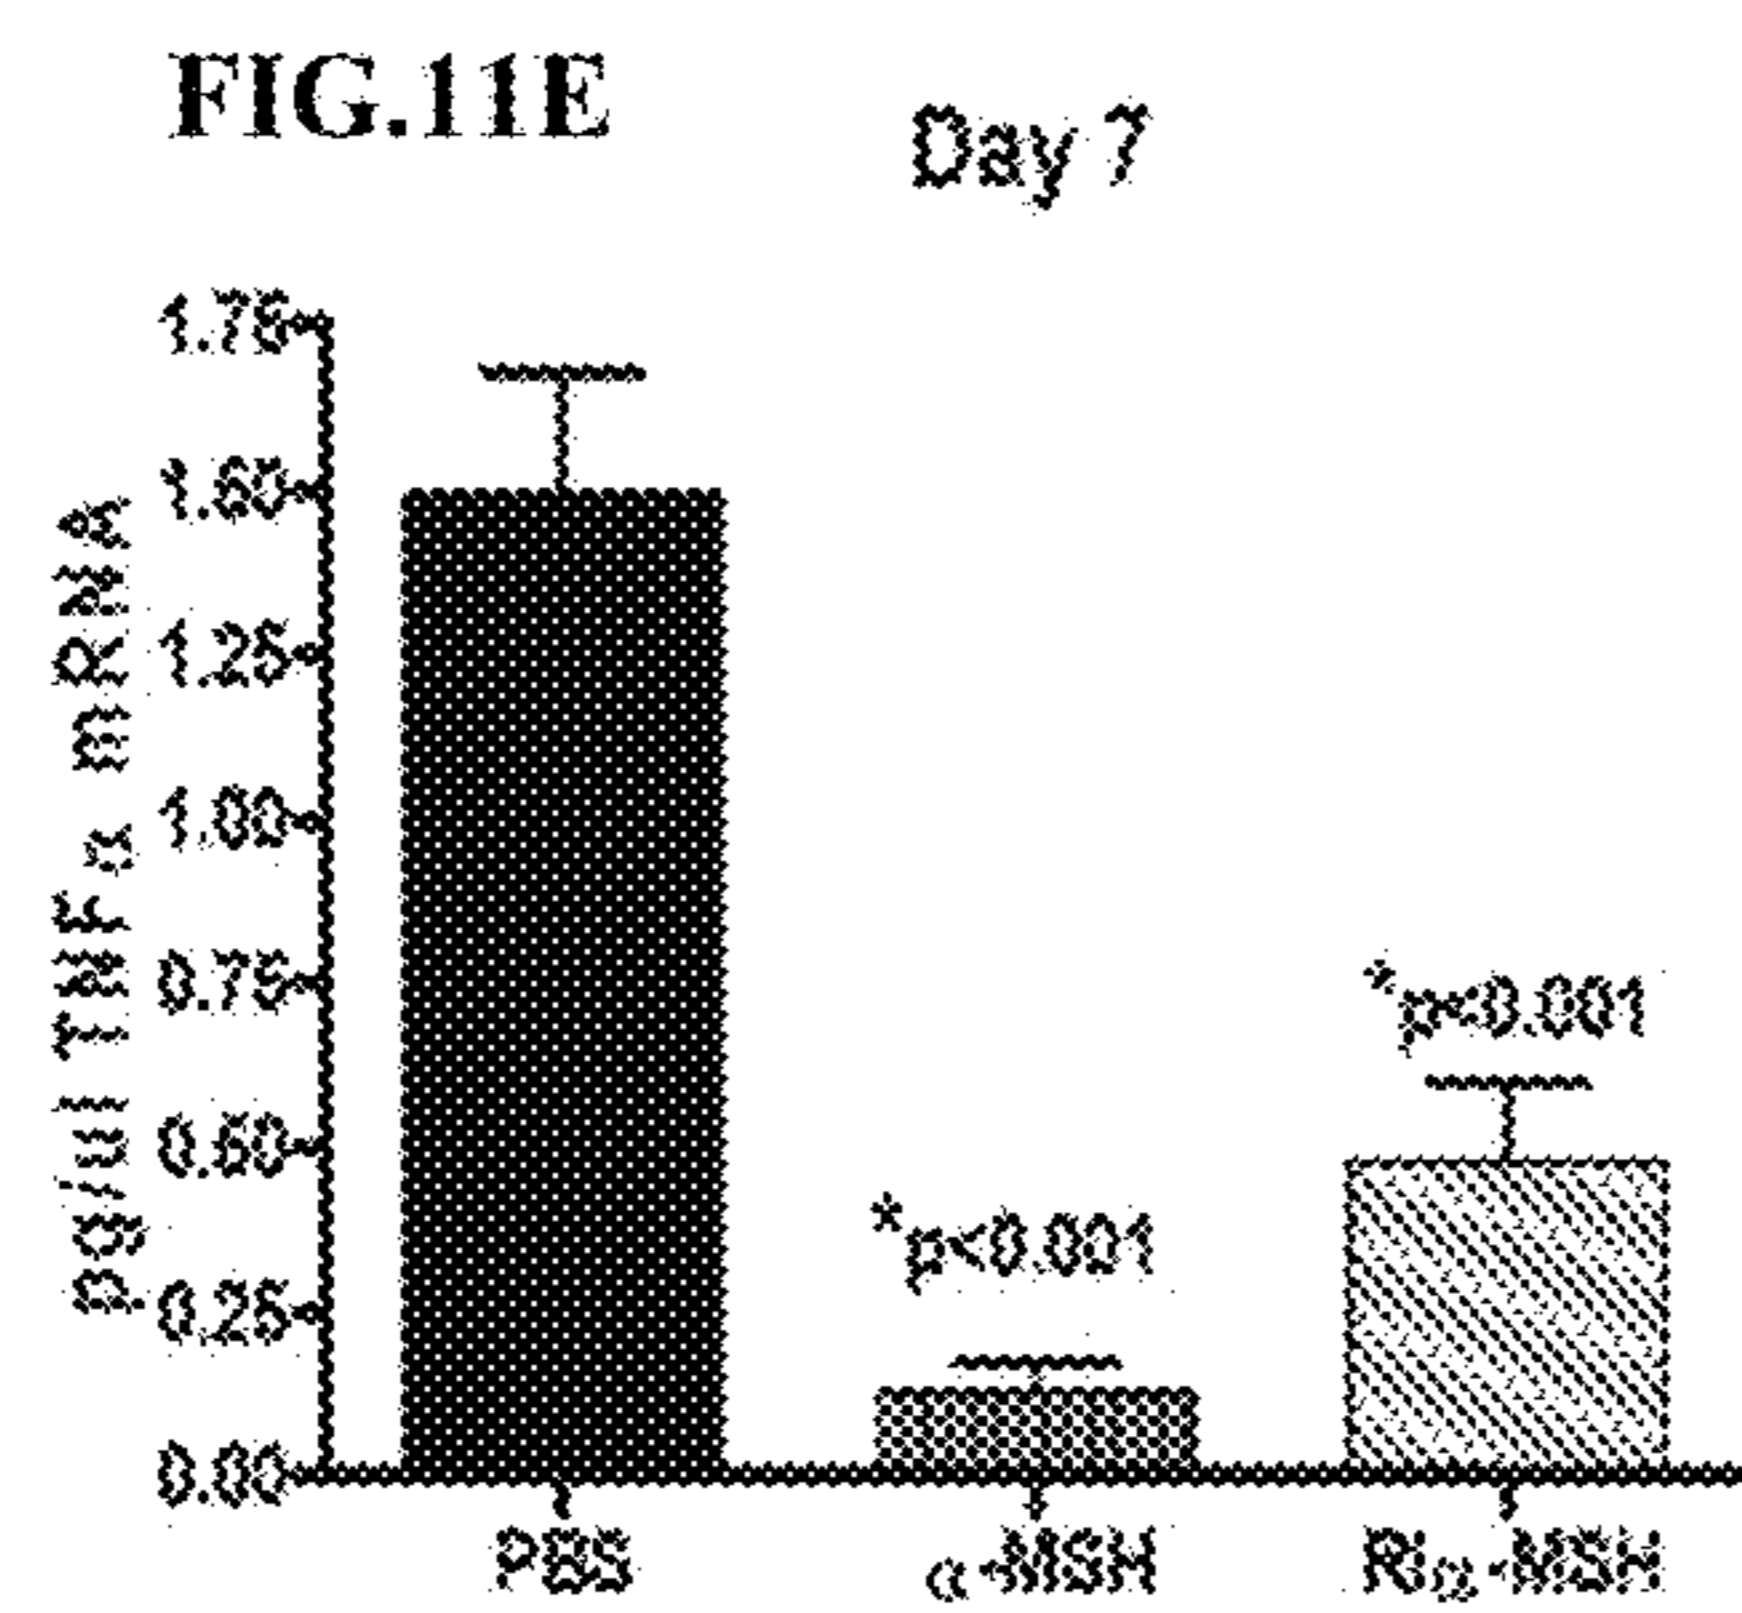 FIG.11E
Day 7
pg/ul TNFα mRNA
1.75
1.50
1.25
1.00
0.75
0.50
0.25
0.00
*p<0.001
*p<0.001
PBS
α-MSH
RIα-MSH